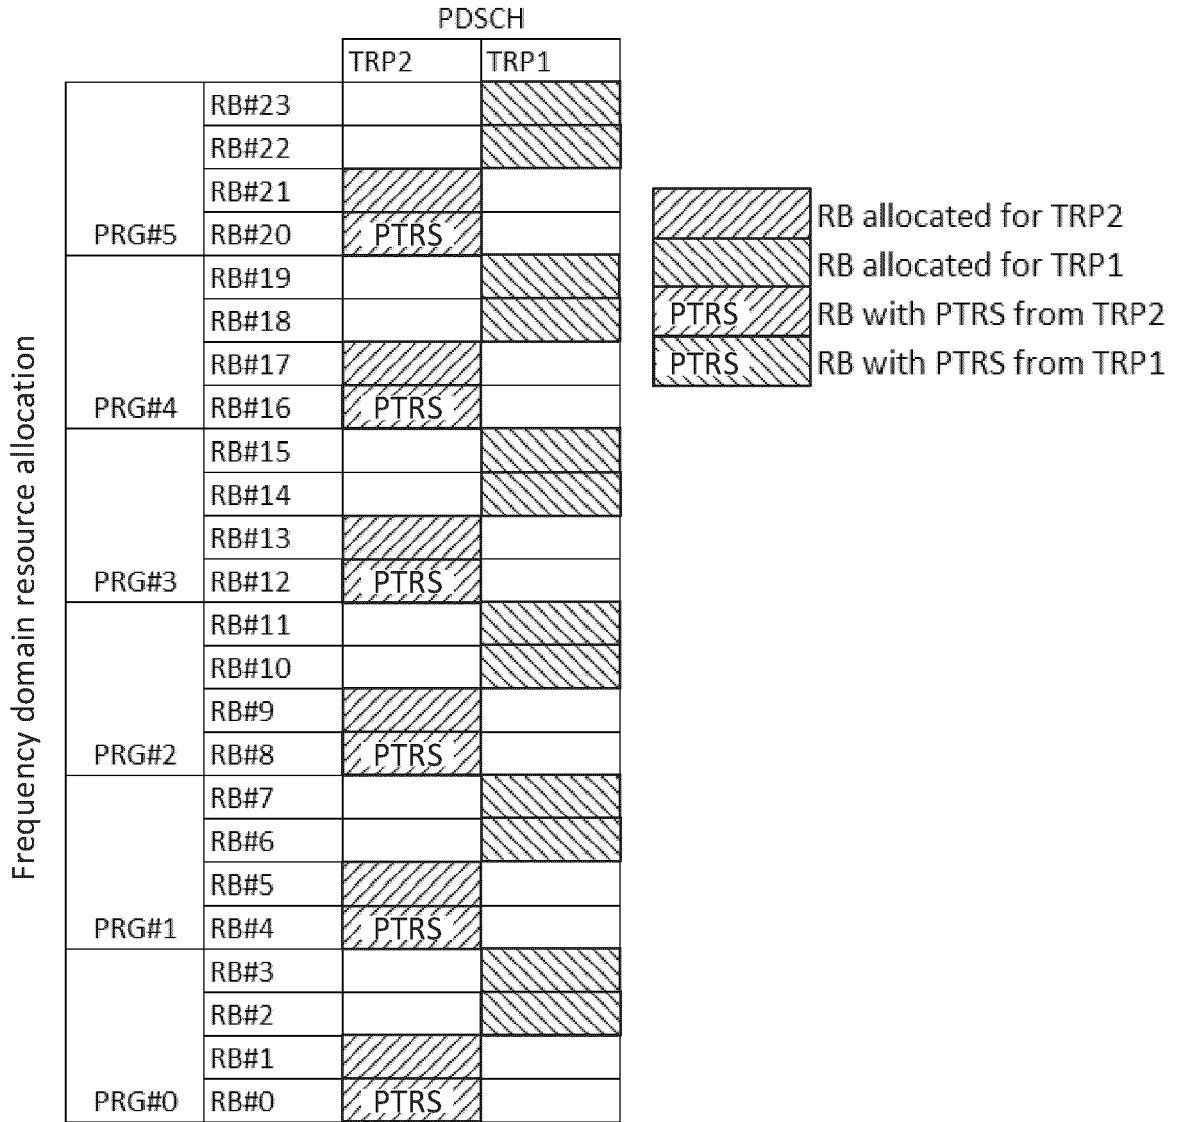 PDSCH
TRP2 TRP1
RB#23
RB#22
RB#21
PRG#5 RB#20 PTRS
RB#19
RB#18
RB#17
PRG#4 RB#16 PTRS
RB#15
RB#14
RB#13
PRG#3 RB#12 PTRS
RB#11
RB#10
RB#9
PRG#2 RB#8 PTRS
RB#7
RB#6
RB#5
PRG#1 RB#4 PTRS
RB#3
RB#2
RB#1
PRG#0 RB#0 PTRS
Frequency domain resource allocation
RB allocated for TRP2
RB allocated for TRP1
PTRS RB with PTRS from TRP2
PTRS RB with PTRS from TRP1